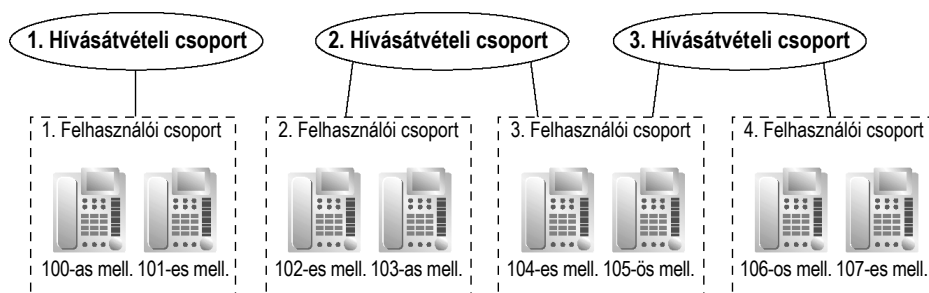 1. Hívásátvételi csoport
2. Hívásátvételi csoport
3. Hívásátvételi csoport
1. Felhasználói csoport
2. Felhasználói csoport
3. Felhasználói csoport
4. Felhasználói csoport
100-as mell. 101-es mell.
102-es mell. 103-as mell.
104-es mell. 105-ös mell.
106-os mell. 107-es mell.